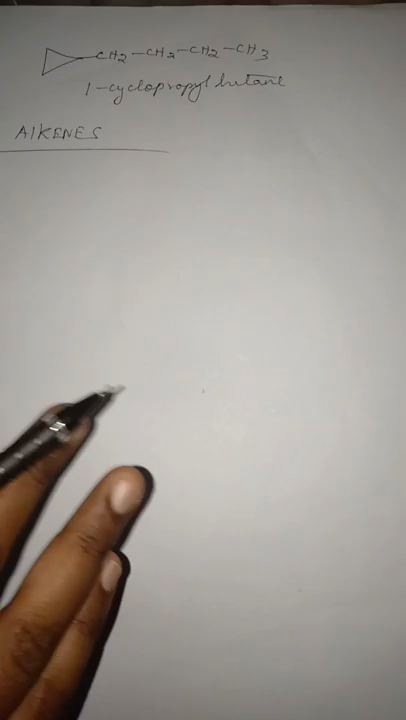 CH2 - CH2 - CH2 - CH3
1-cyclopropyl butane
AlKENES